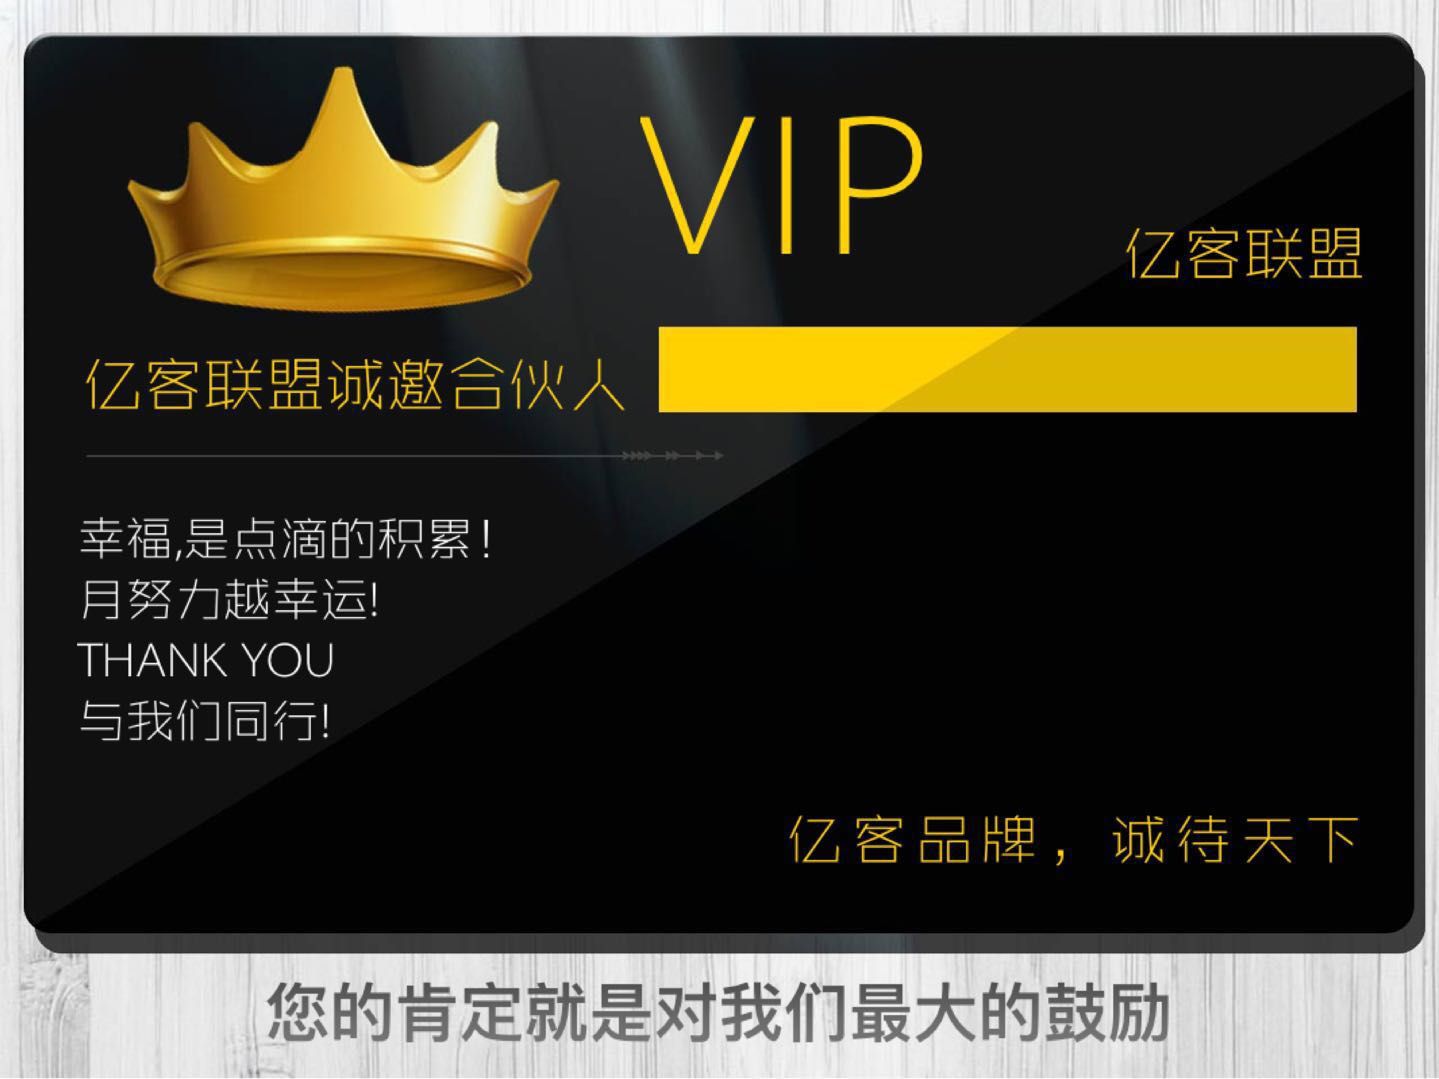 VIP
亿客联盟
亿客联盟诚邀合伙人
幸福,是点滴的积累!
月努力越幸运!
THANK YOU
与我们同行!
亿客品牌，诚待天下
您的肯定就是对我们最大的鼓励